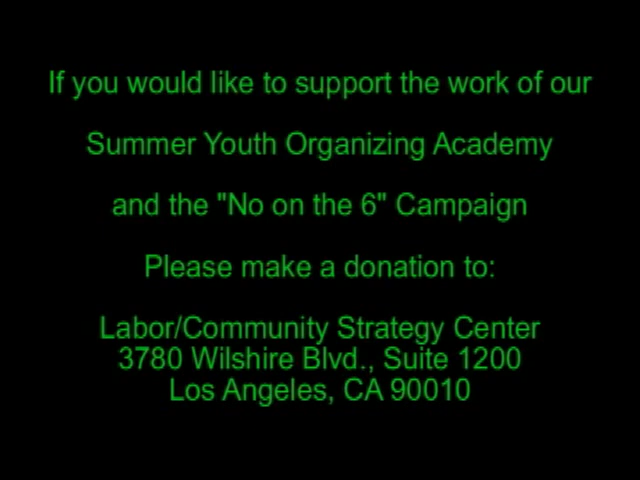 If you would like to support the work of our
Summer Youth Organizing Academy
and the "No on the 6" Campaign
Please make a donation to:
Labor/Community Strategy Center
3780 Wilshire Blvd., Suite 1200
Los Angeles, CA 90010